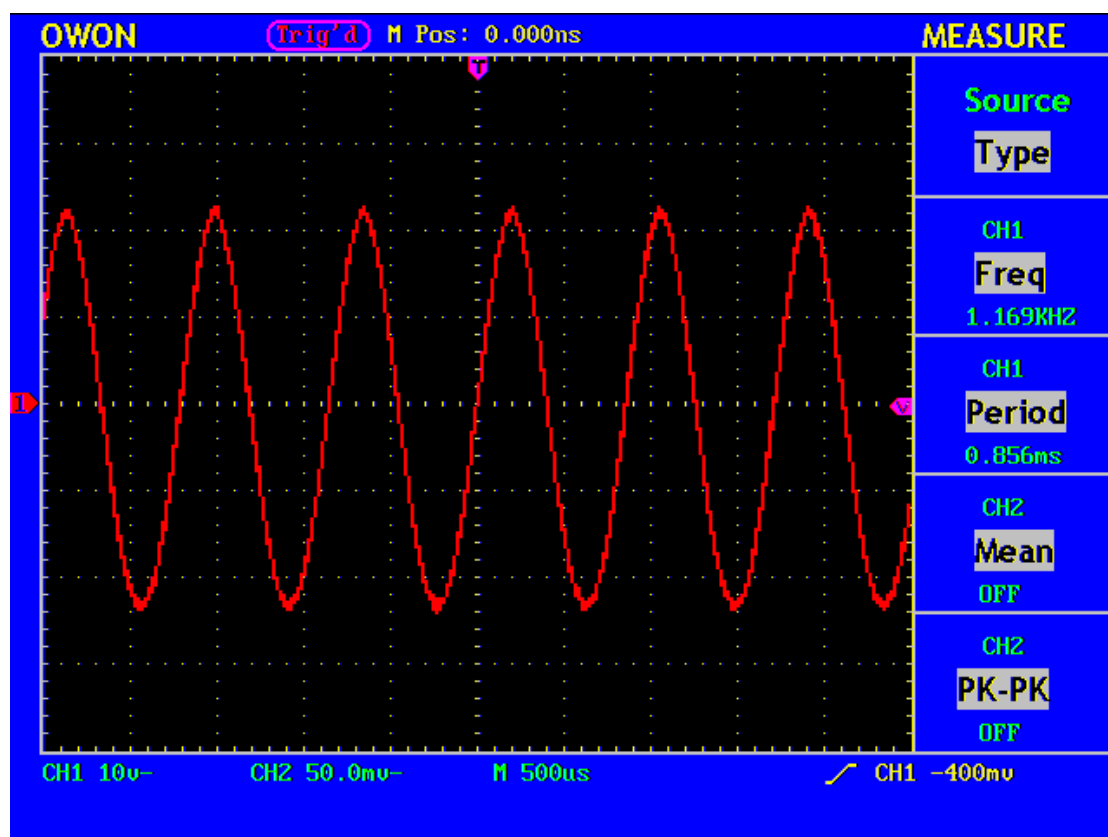 OWON Trig'd M Pos: 0.000ns MEASURE
T
Source
Type
CH1
Freq
1.169KHZ
1 V
CH1
Period
0.856ms
CH2
Mean
OFF
CH2
PK-PK
OFF
CH1 10v- CH2 50.0mv- M 500us CH1 -400mv